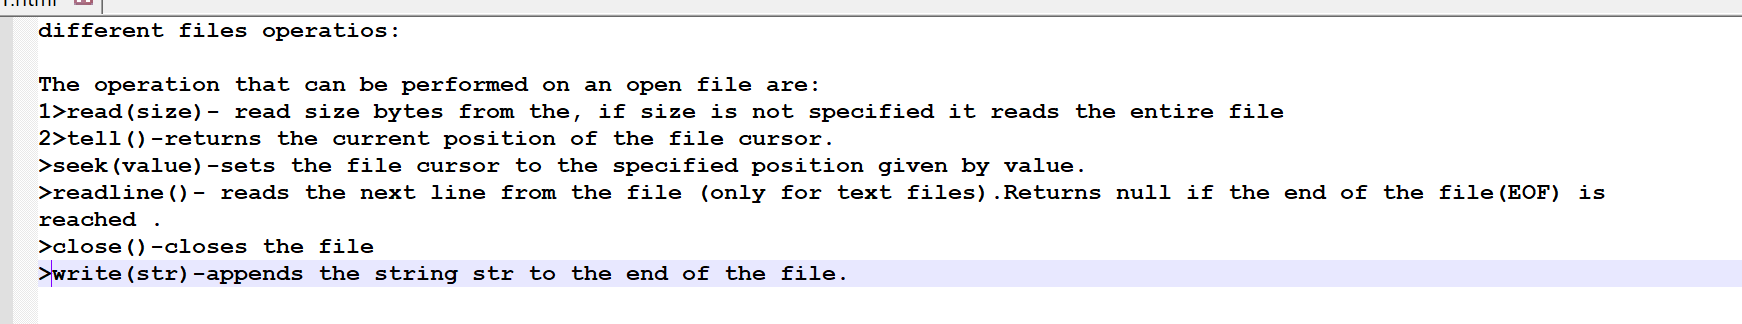 different files operatios:
The operation that can be performed on an open file are:
1>read(size)- read size bytes from the, if size is not specified it reads the entire file
2>tell()-returns the current position of the file cursor.
>seek(value)-sets the file cursor to the specified position given by value.
>readline()- reads the next line from the file (only for text files).Returns null if the end of the file(EOF) is
reached .
>close()-closes the file
>write(str)-appends the string str to the end of the file.